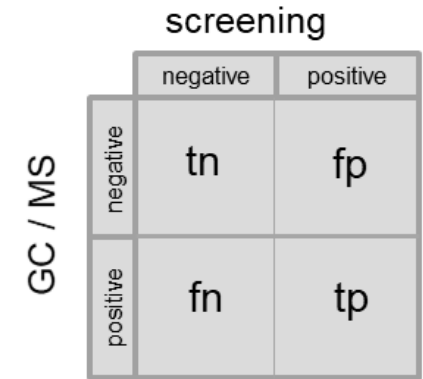 screening
negative positive
GC / MS
negative
tn fp
positive
fn tp